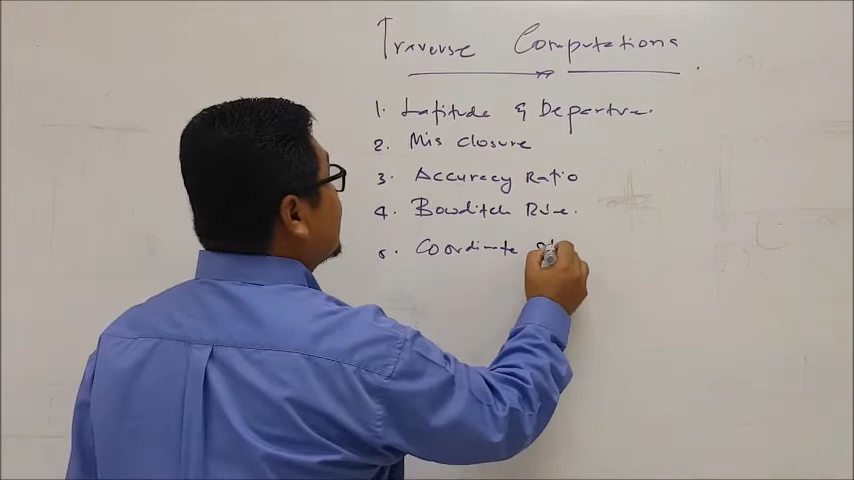 Traverse Computations
1. Latitude & Departure.
2. Mis closure
3. Accuracy Ratio
4. Bowditch Rule.
5. Coordinate